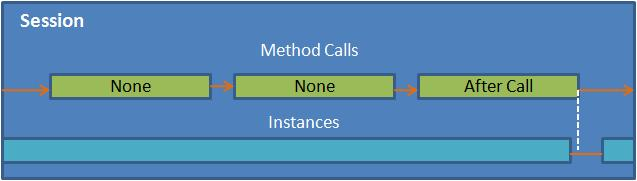 Session
Method Calls
None None After Call
Instances